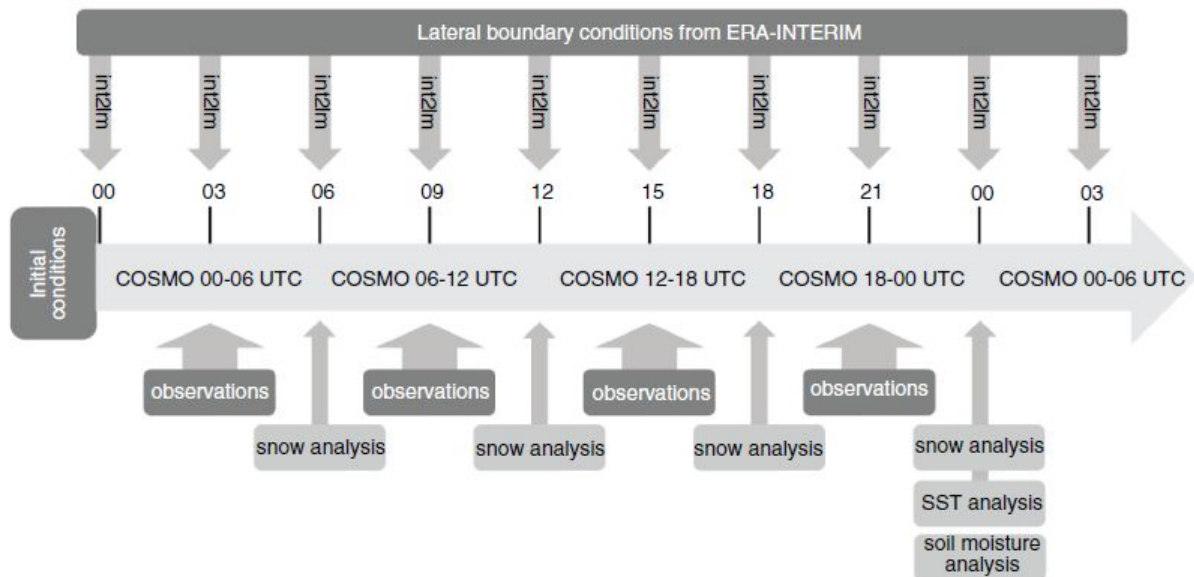 Lateral boundary conditions from ERA-INTERIM
int2lm int2lm int2lm int2lm int2lm int2lm int2lm int2lm int2lm int2lm
00 03 06 09 12 15 18 21 00 03
Initial
conditions
COSMO 00-06 UTC COSMO 06-12 UTC COSMO 12-18 UTC COSMO 18-00 UTC COSMO 00-06 UTC
observations observations observations observations
snow analysis snow analysis snow analysis snow analysis
SST analysis
soil moisture
analysis